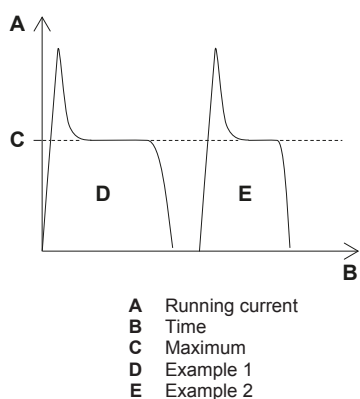 A
C
D
E
B
A Running current
B Time
C Maximum
D Example 1
E Example 2